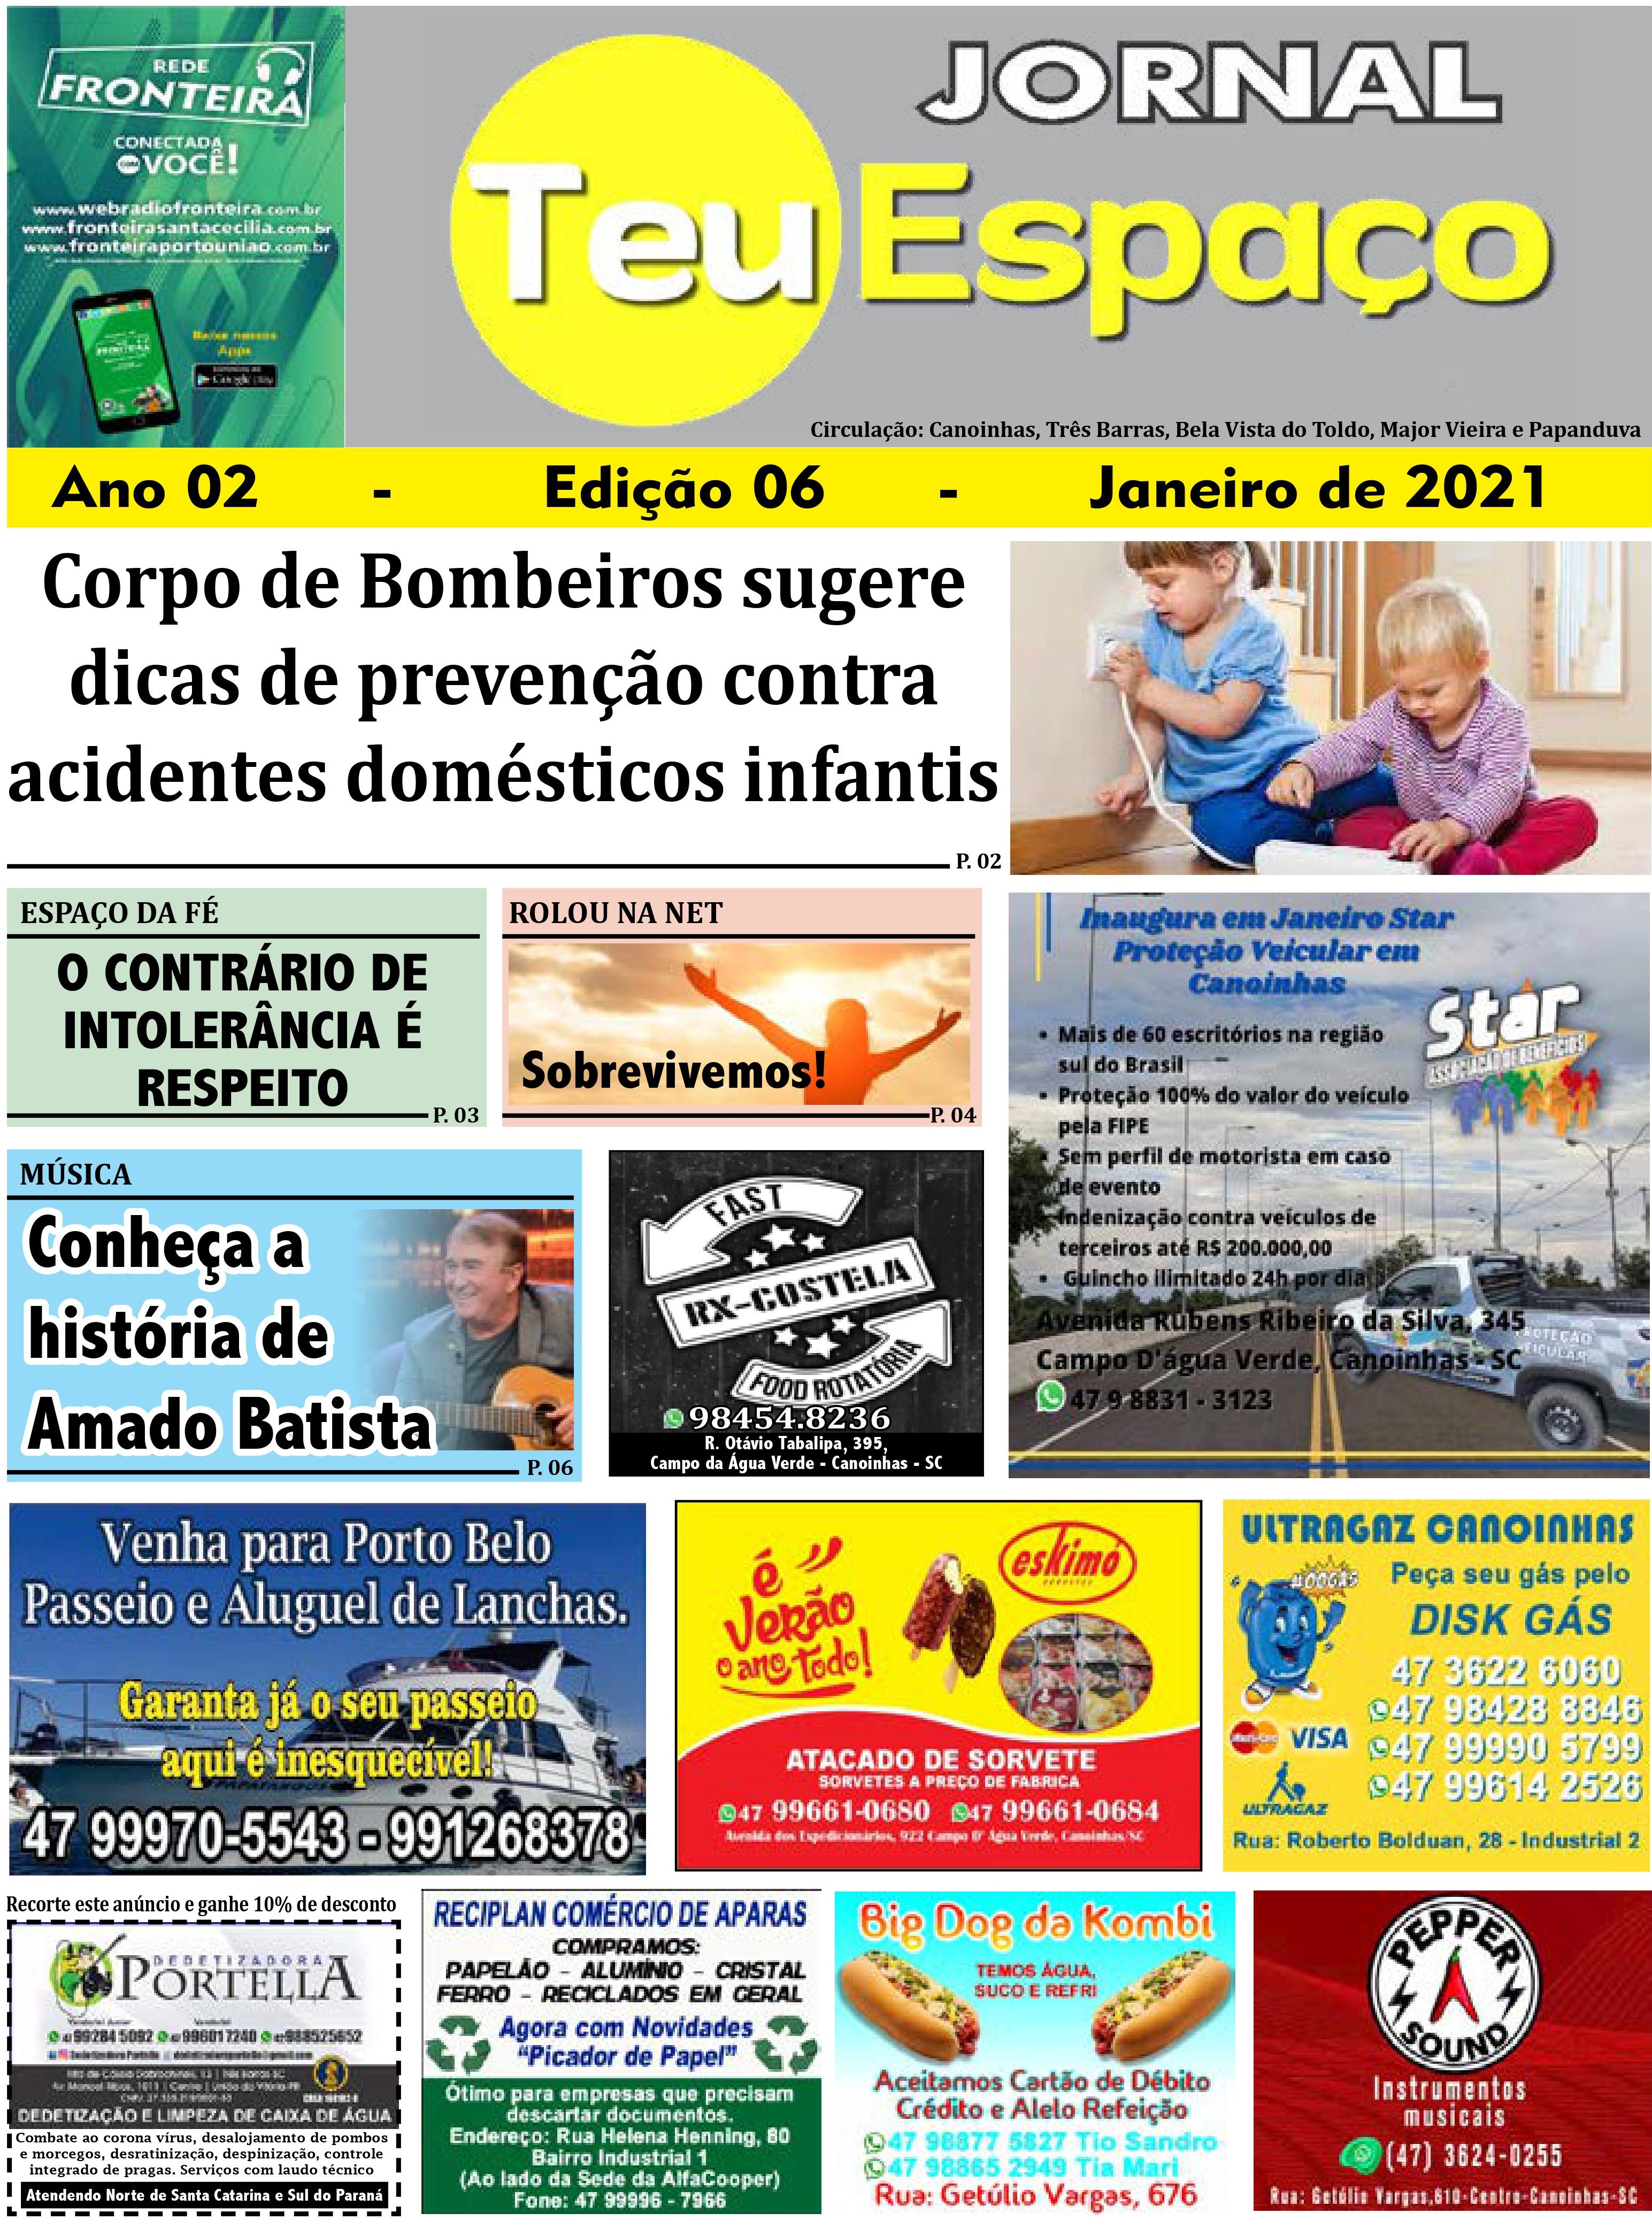 REDE
FRONTEIRA
CONECTADA
COM VOCÊ!
www.webradiofronteira.com.br
www.fronteirasantacecilia.com.br
www.fronteiraportouniao.com.br
Baixe nossos
Apps
Google Play
JORNAL
Teu Espaço
Circulação: Canoinhas, Três Barras, Bela Vista do Toldo, Major Vieira e Papanduva
Ano 02 - Edição 06 - Janeiro de 2021
Corpo de Bombeiros sugere
dicas de prevenção contra
acidentes domésticos infantis
P. 02
ESPAÇO DA FÉ
O CONTRÁRIO DE
INTOLERÂNCIA É
RESPEITO
P. 03
ROLOU NA NET
Sobrevivemos!
P. 04
Inaugura em Janeiro Star
Proteção Veicular em
Canoinhas
Star
ASSOCIAÇÃO DE BENEFÍCIOS
• Mais de 60 escritórios na região
sul do Brasil
• Proteção 100% do valor do veículo
pela FIPE
• Sem perfil de motorista em caso
de evento
• Indenização contra veículos de
terceiros até R$ 200.000,00
• Guincho ilimitado 24h por dia
Avenida Rubens Ribeiro da Silva, 345
Campo D'água Verde, Canoinhas - SC
47 9 8831 - 3123
PROTEÇÃO
VEICULAR
MÚSICA
Conheça a
história de
Amado Batista
P. 06
FAST
RX-COSTELA
FOOD ROTATÓRIA
98454.8236
R. Otávio Tabalipa, 395,
Campo da Água Verde - Canoinhas - SC
Venha para Porto Belo
Passeio e Aluguel de Lanchas.
Garanta já o seu passeio
aqui é inesquecível!
47 99970-5543 - 991268378
é
verão
o ano todo!
eskimó
SORVETES
ATACADO DE SORVETE
SORVETES A PREÇO DE FABRICA
47 99661-0680 47 99661-0684
Avenida dos Expedicionários, 922 Campo D' Água Verde, Canoinhas/SC
ULTRAGAZ CANOINHAS
Peça seu gás pelo
DISK GÁS
47 3622 6060
47 98428 8846
47 99990 5799
47 99614 2526
MasterCard
VISA
ULTRAGAZ
Rua: Roberto Bolduan, 28 - Industrial 2
Recorte este anúncio e ganhe 10% de desconto
DEDETIZADORA
PORTELLA
99284 5092 996017240 988525652
Dedetizadora Portella
DEDETIZAÇÃO E LIMPEZA DE CAIXA DE ÁGUA
Combate ao corona vírus, desalojamento de pombos
e morcegos, desratinização, despinização, controle
integrado de pragas. Serviços com laudo técnico
Atendendo Norte de Santa Catarina e Sul do Paraná
RECIPLAN COMÉRCIO DE APARAS
COMPRAMOS:
PAPELÃO - ALUMÍNIO - CRISTAL
FERRO - RECICLADOS EM GERAL
Agora com Novidades
"Picador de Papel"
Ótimo para empresas que precisam
descartar documentos.
Endereço: Rua Helena Henning, 80
Bairro Industrial 1
(Ao lado da Sede da AlfaCooper)
Fone: 47 99996 - 7966
Big Dog da Kombi
TEMOS ÁGUA,
SUCO E REFRI
Aceitamos Cartão de Débito
Crédito e Alelo Refeição
47 98877 5827 Tio Sandro
47 98865 2949 Tia Mari
Rua: Getúlio Vargas, 676
PEPPER
SOUND
Instrumentos
musicais
(47) 3624-0255
Rua: Getúlio Vargas,610-Centro-Canoinhas-SC